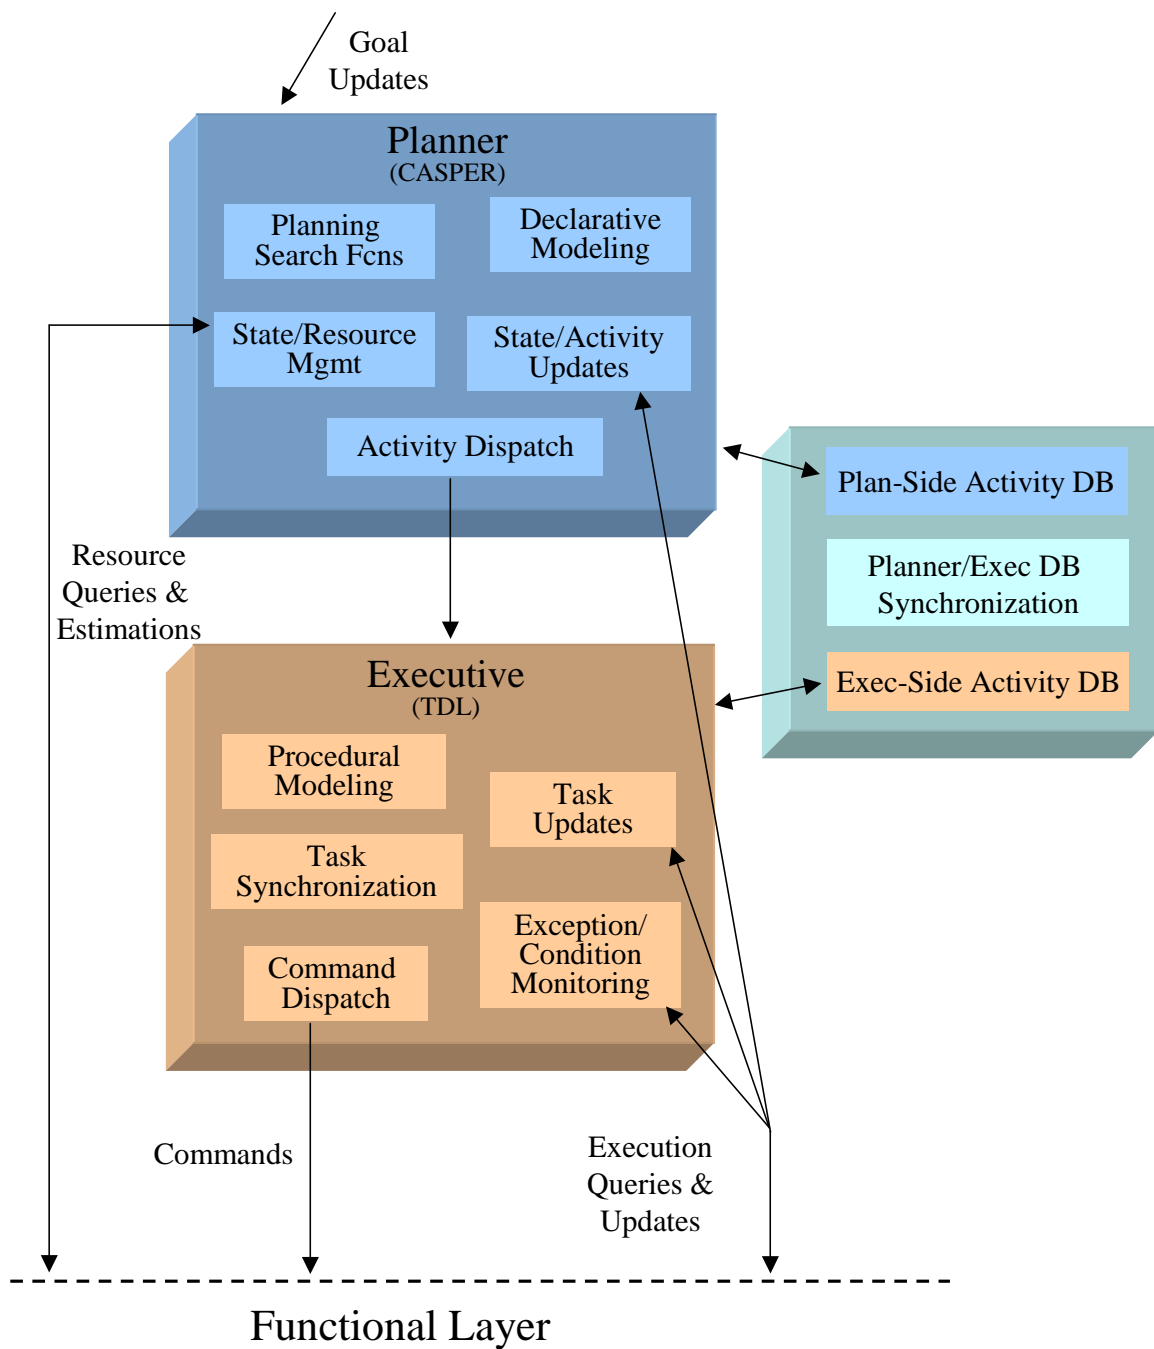 Goal
Updates
Planner
(CASPER)
Planning
Search Fcns
Declarative
Modeling
State/Resource
Mgmt
State/Activity
Updates
Activity Dispatch
Plan-Side Activity DB
Planner/Exec DB
Synchronization
Exec-Side Activity DB
Resource
Queries &
Estimations
Executive
(TDL)
Procedural
Modeling
Task
Updates
Task
Synchronization
Exception/
Condition
Monitoring
Command
Dispatch
Commands
Execution
Queries &
Updates
Functional Layer